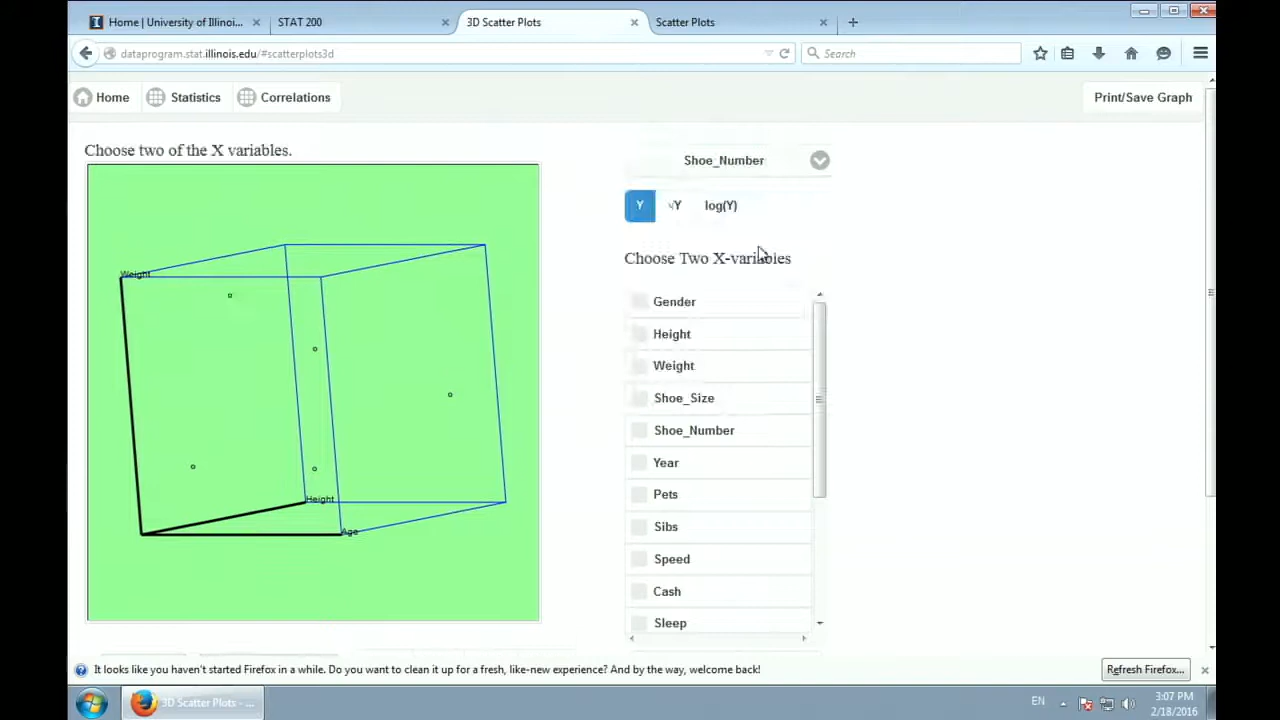 Home | University of Illinoi...
STAT 200
3D Scatter Plots
Scatter Plots
dataprogram.stat.illinois.edu/#scatterplots3d
Search
Home
Statistics
Correlations
Print/Save Graph
Choose two of the X variables.
Weight
Height
Age
Shoe_Number
Y
√Y
log(Y)
Choose Two X-variables
Gender
Height
Weight
Shoe_Size
Shoe_Number
Year
Pets
Sibs
Speed
Cash
Sleep
It looks like you haven't started Firefox in a while. Do you want to clean it up for a fresh, like-new experience? And by the way, welcome back!
Refresh Firefox...
3D Scatter Plots - ...
EN
3:07 PM
2/18/2016